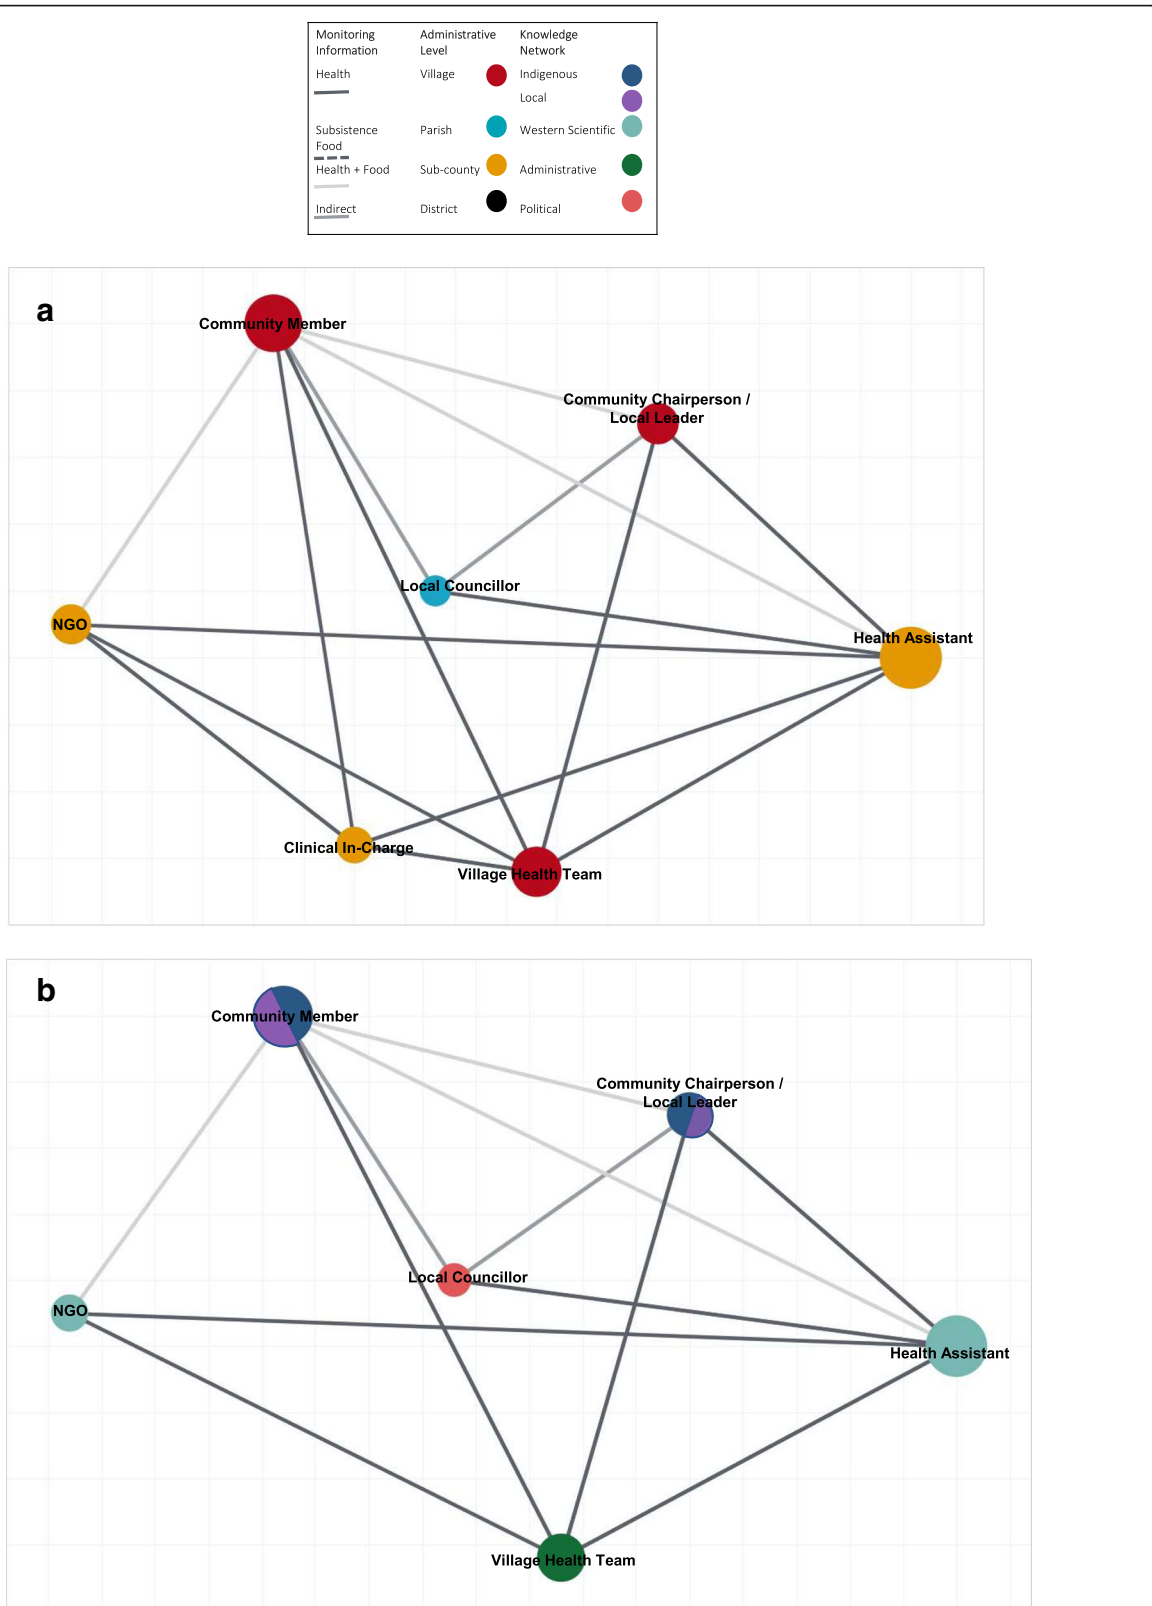 Monitoring Information
Administrative Level
Knowledge Network
Health
Village
Indigenous
Local
Subsistence Food
Parish
Western Scientific
Health + Food
Sub-county
Administrative
Indirect
District
Political
a
Community Member
Community Chairperson /
Local Leader
Local Councillor
NGO
Health Assistant
Clinical In-Charge
Village Health Team
b
Community Member
Community Chairperson /
Local Leader
Local Councillor
NGO
Health Assistant
Village Health Team